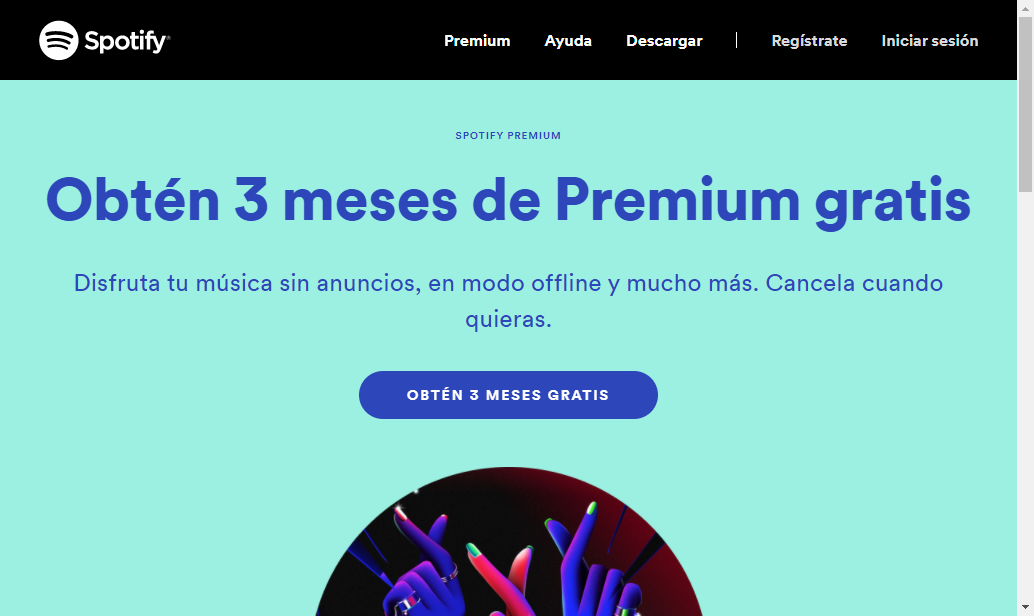 Spotify®
Premium Ayuda Descargar Regístrate Iniciar sesión
SPOTIFY PREMIUM
Obtén 3 meses de Premium gratis
Disfruta tu música sin anuncios, en modo offline y mucho más. Cancela cuando
quieras.
OBTÉN 3 MESES GRATIS